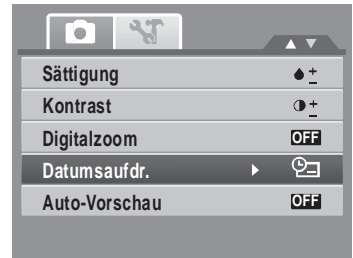 Sättigung
Kontrast
Digitalzoom OFF
Datumsaufdr.
Auto-Vorschau OFF